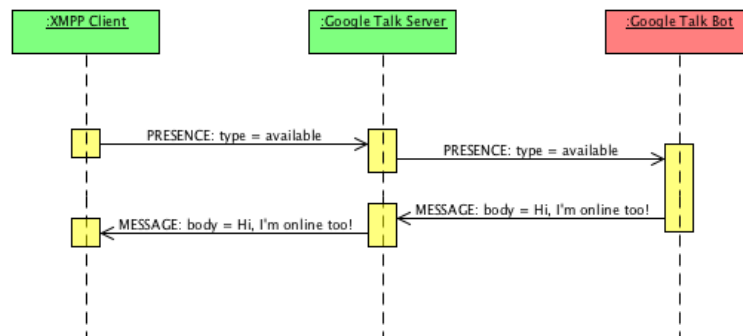 :XMPP Client
:Google Talk Server
:Google Talk Bot
PRESENCE: type = available
PRESENCE: type = available
MESSAGE: body = Hi, I'm online too!
MESSAGE: body = Hi, I'm online too!